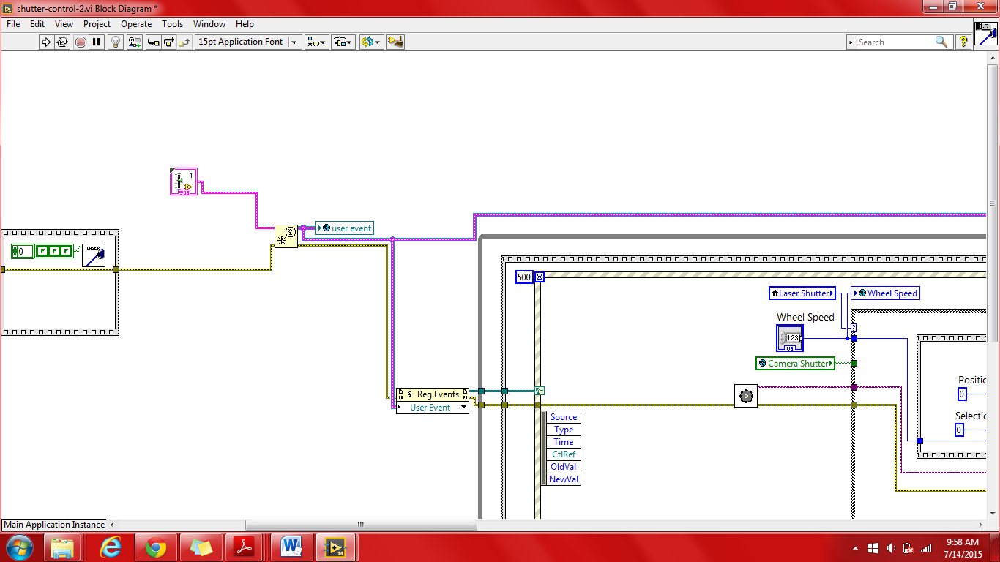 shutter-control-2.vi Block Diagram *
File Edit View Project Operate Tools Window Help
15pt Application Font
Search
?
1
user event
0 F F F
LASER
500
Laser Shutter
Wheel Speed
Wheel Speed
1.23
U8
?
Camera Shutter
Reg Events
User Event
Positio
0
Selectio
0
Source
Type
Time
CtlRef
OldVal
NewVal
Main Application Instance
14
9:58 AM
7/14/2015